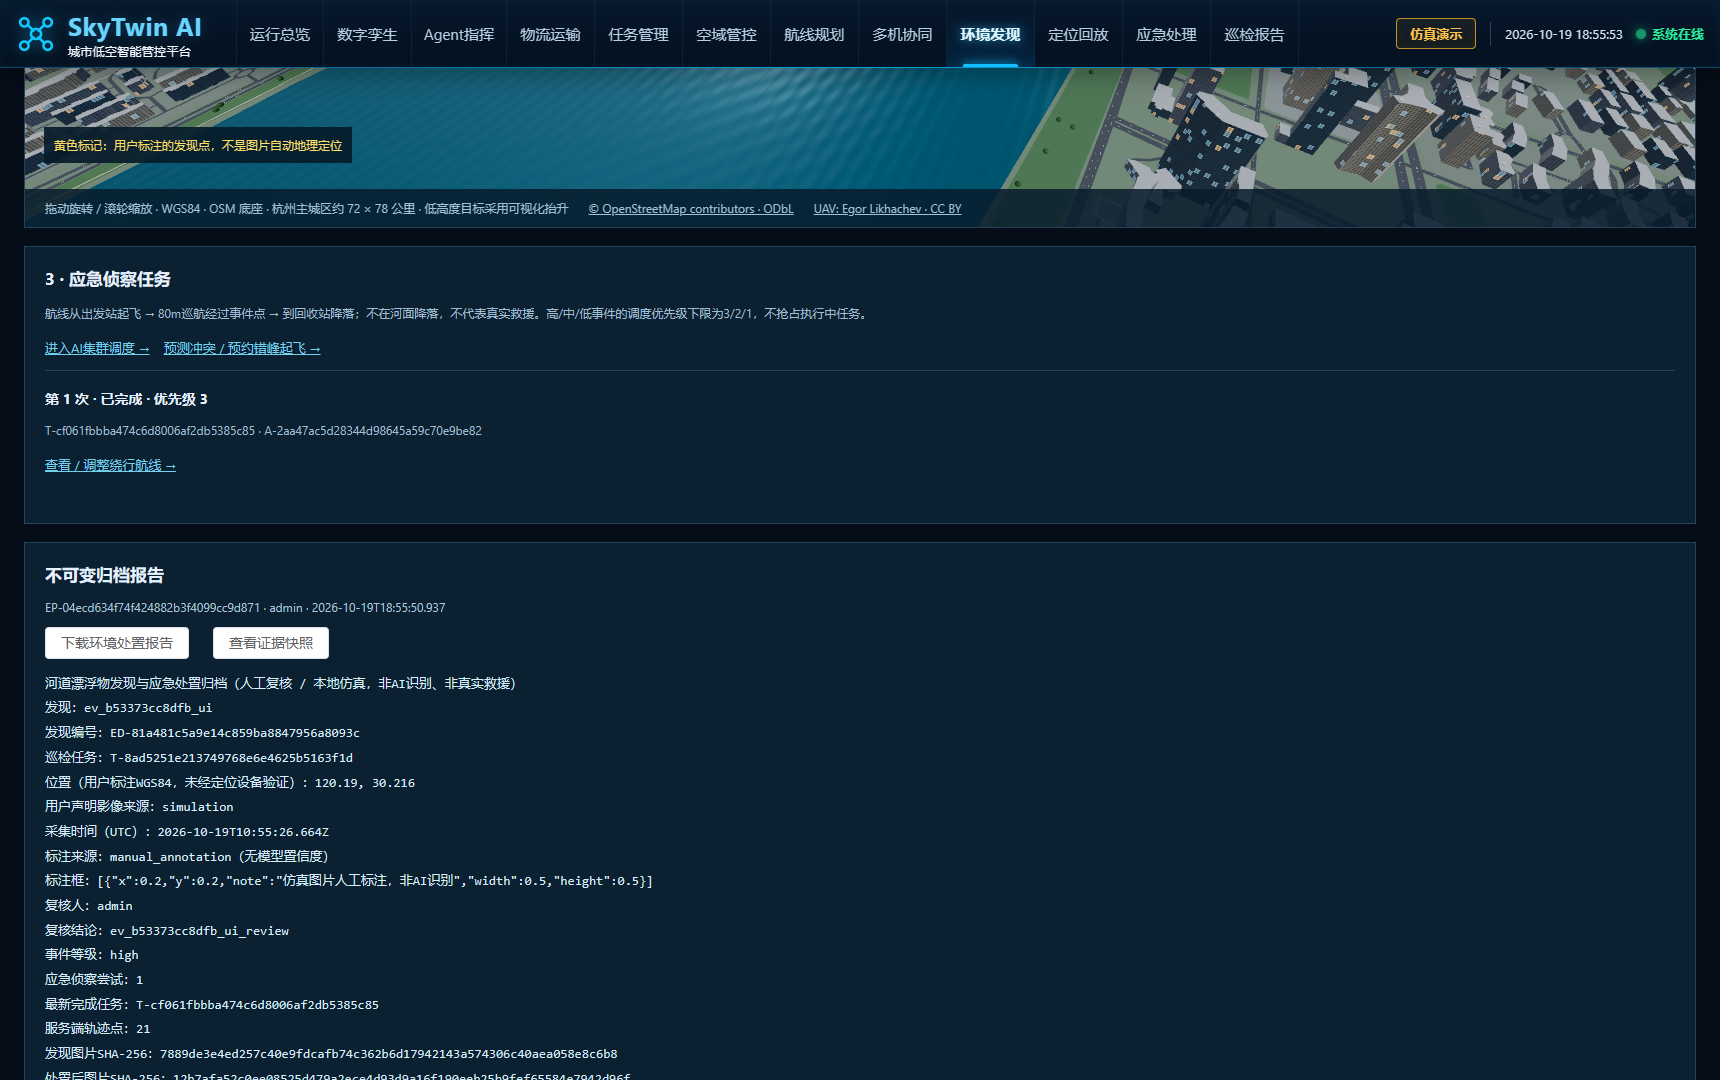 SkyTwin AI
城市低空智能管控平台
运行总览 数字孪生 Agent指挥 物流运输 任务管理 空域管控 航线规划 多机协同 环境发现 定位回放 应急处理 巡检报告
仿真演示 2026-10-19 18:55:53 系统在线
黄色标记：用户标注的发现点，不是图片自动地理定位
拖动旋转 / 滚轮缩放 · WGS84 · OSM 底座 · 杭州主城区约 72 × 78 公里 · 低高度目标采用可视化抬升 © OpenStreetMap contributors · ODbL UAV: Egor Likhachev · CC BY
3 · 应急侦察任务
航线从出发站起飞 → 80m巡航经过事件点 → 到回收站降落；不在河面降落，不代表真实救援。高/中/低事件的调度优先级下限为3/2/1，不抢占执行中任务。
进入AI集群调度 → 预测冲突 / 预约错峰起飞 →
第 1 次 · 已完成 · 优先级 3
T-cf061fbbba474c6d8006af2db5385c85 · A-2aa47ac5d28344d98645a59c70e9be82
查看 / 调整绕行航线 →
不可变归档报告
EP-04ecd634f74f424882b3f4099cc9d871 · admin · 2026-10-19T18:55:50.937
下载环境处置报告 查看证据快照
河道漂浮物发现与应急处置归档（人工复核 / 本地仿真，非AI识别、非真实救援）
发现：ev_b53373cc8dfb_ui
发现编号：ED-81a481c5a9e14c859ba8847956a8093c
巡检任务：T-8ad5251e213749768e6e4625b5163f1d
位置（用户标注WGS84，未经定位设备验证）：120.19, 30.216
用户声明影像来源：simulation
采集时间（UTC）：2026-10-19T10:55:26.664Z
标注来源：manual_annotation（无模型置信度）
标注框：[{"x":0.2,"y":0.2,"note":"仿真图片人工标注，非AI识别","width":0.5,"height":0.5}]
复核人：admin
复核结论：ev_b53373cc8dfb_ui_review
事件等级：high
应急侦察尝试：1
最新完成任务：T-cf061fbbba474c6d8006af2db5385c85
服务端轨迹点：21
发现图片SHA-256：7889de3e4ed257c40e9fdcafb74c362b6d17942143a574306c40aea058e8c6b8
处置后图片SHA-256：12b7afa52c0ee08525d479a2ece4d93d9a16f190eeb25b9fef65584e7942d96f